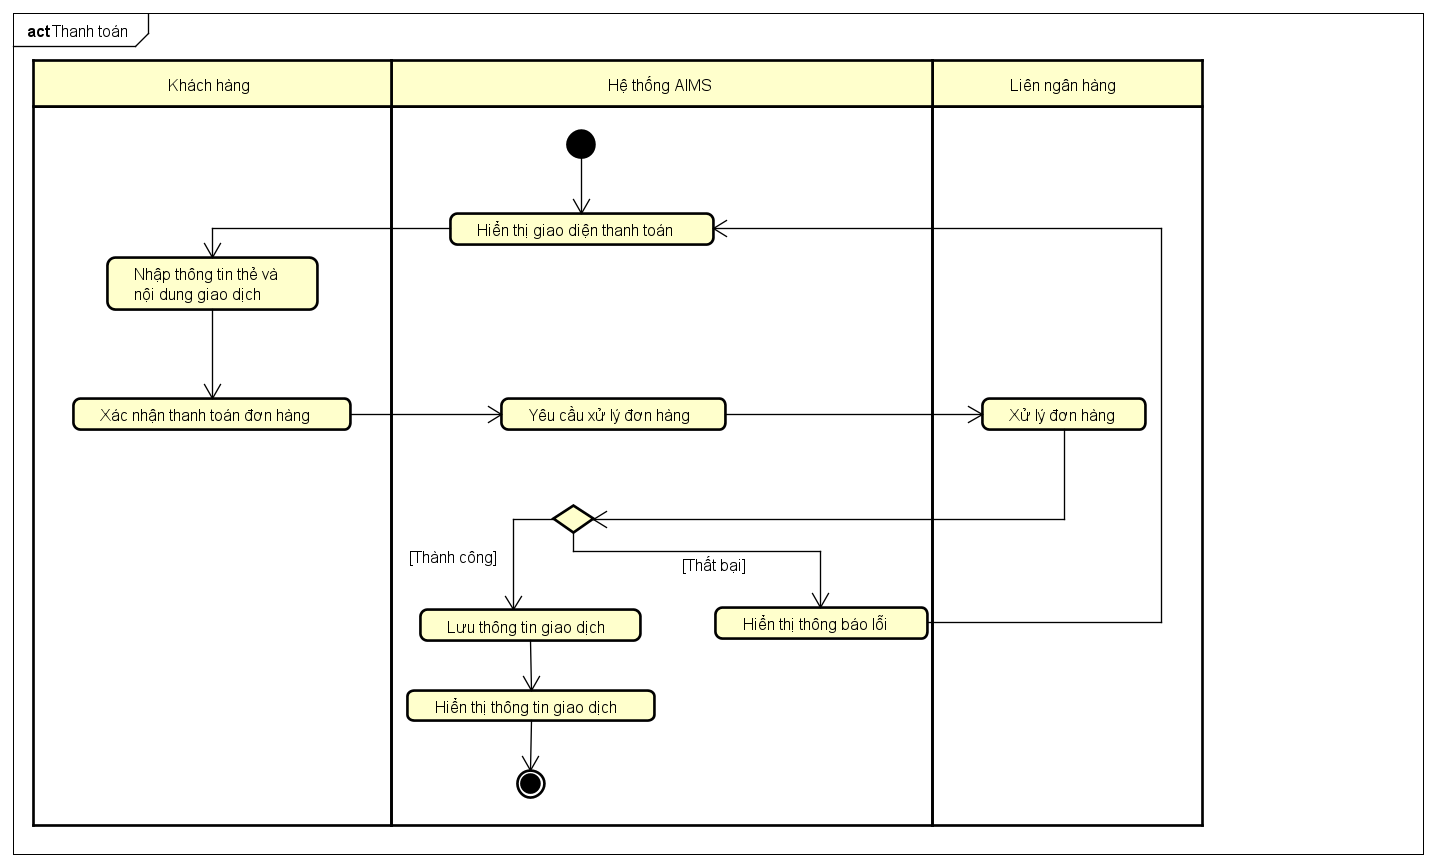 act Thanh toán
Khách hàng
Hệ thống AIMS
Liên ngân hàng
Hiển thị giao diện thanh toán
Nhập thông tin thẻ và
nội dung giao dịch
Xác nhận thanh toán đơn hàng
Yêu cầu xử lý đơn hàng
Xử lý đơn hàng
[Thành công]
[Thất bại]
Lưu thông tin giao dịch
Hiển thị thông báo lỗi
Hiển thị thông tin giao dịch